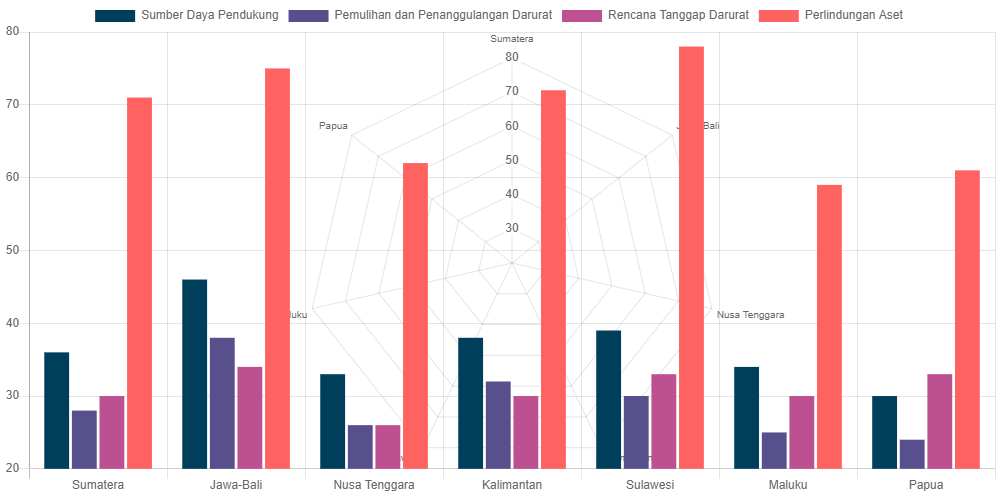 Sumber Daya Pendukung Pemulihan dan Penanggulangan Darurat Rencana Tanggap Darurat Perlindungan Aset
80
70
60
50
40
30
20
Sumatera
80
70
60
50
40
30
Papua
Bali
Nusa Tenggara
Sumatera Jawa-Bali Nusa Tenggara Kalimantan Sulawesi Maluku Papua